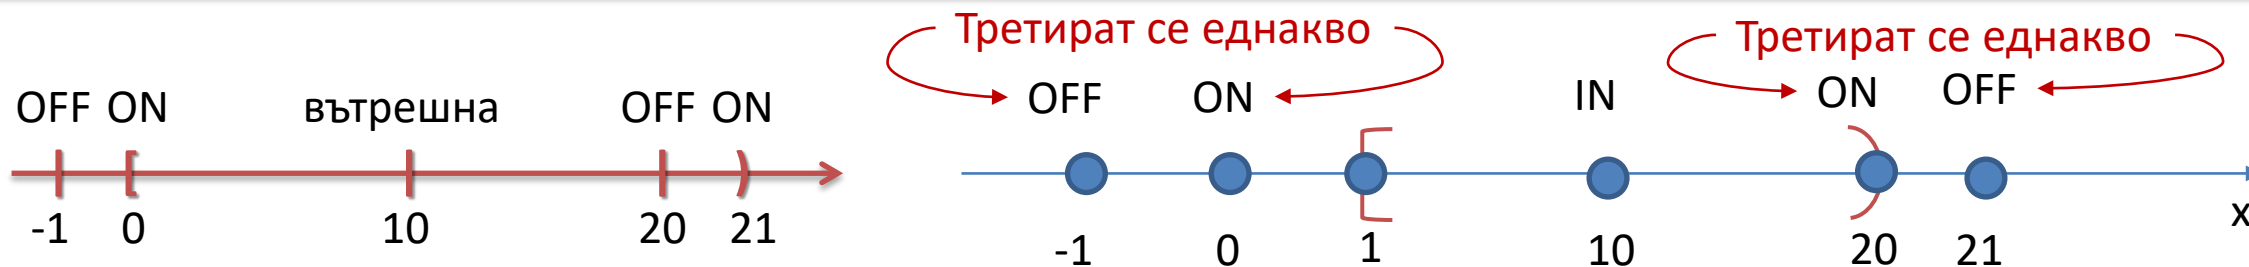 Третират се еднакво
Третират се еднакво
OFF ON вътрешна OFF ON
OFF ON IN ON OFF
-1 0 10 20 21
-1 0 1 10 20 21
x